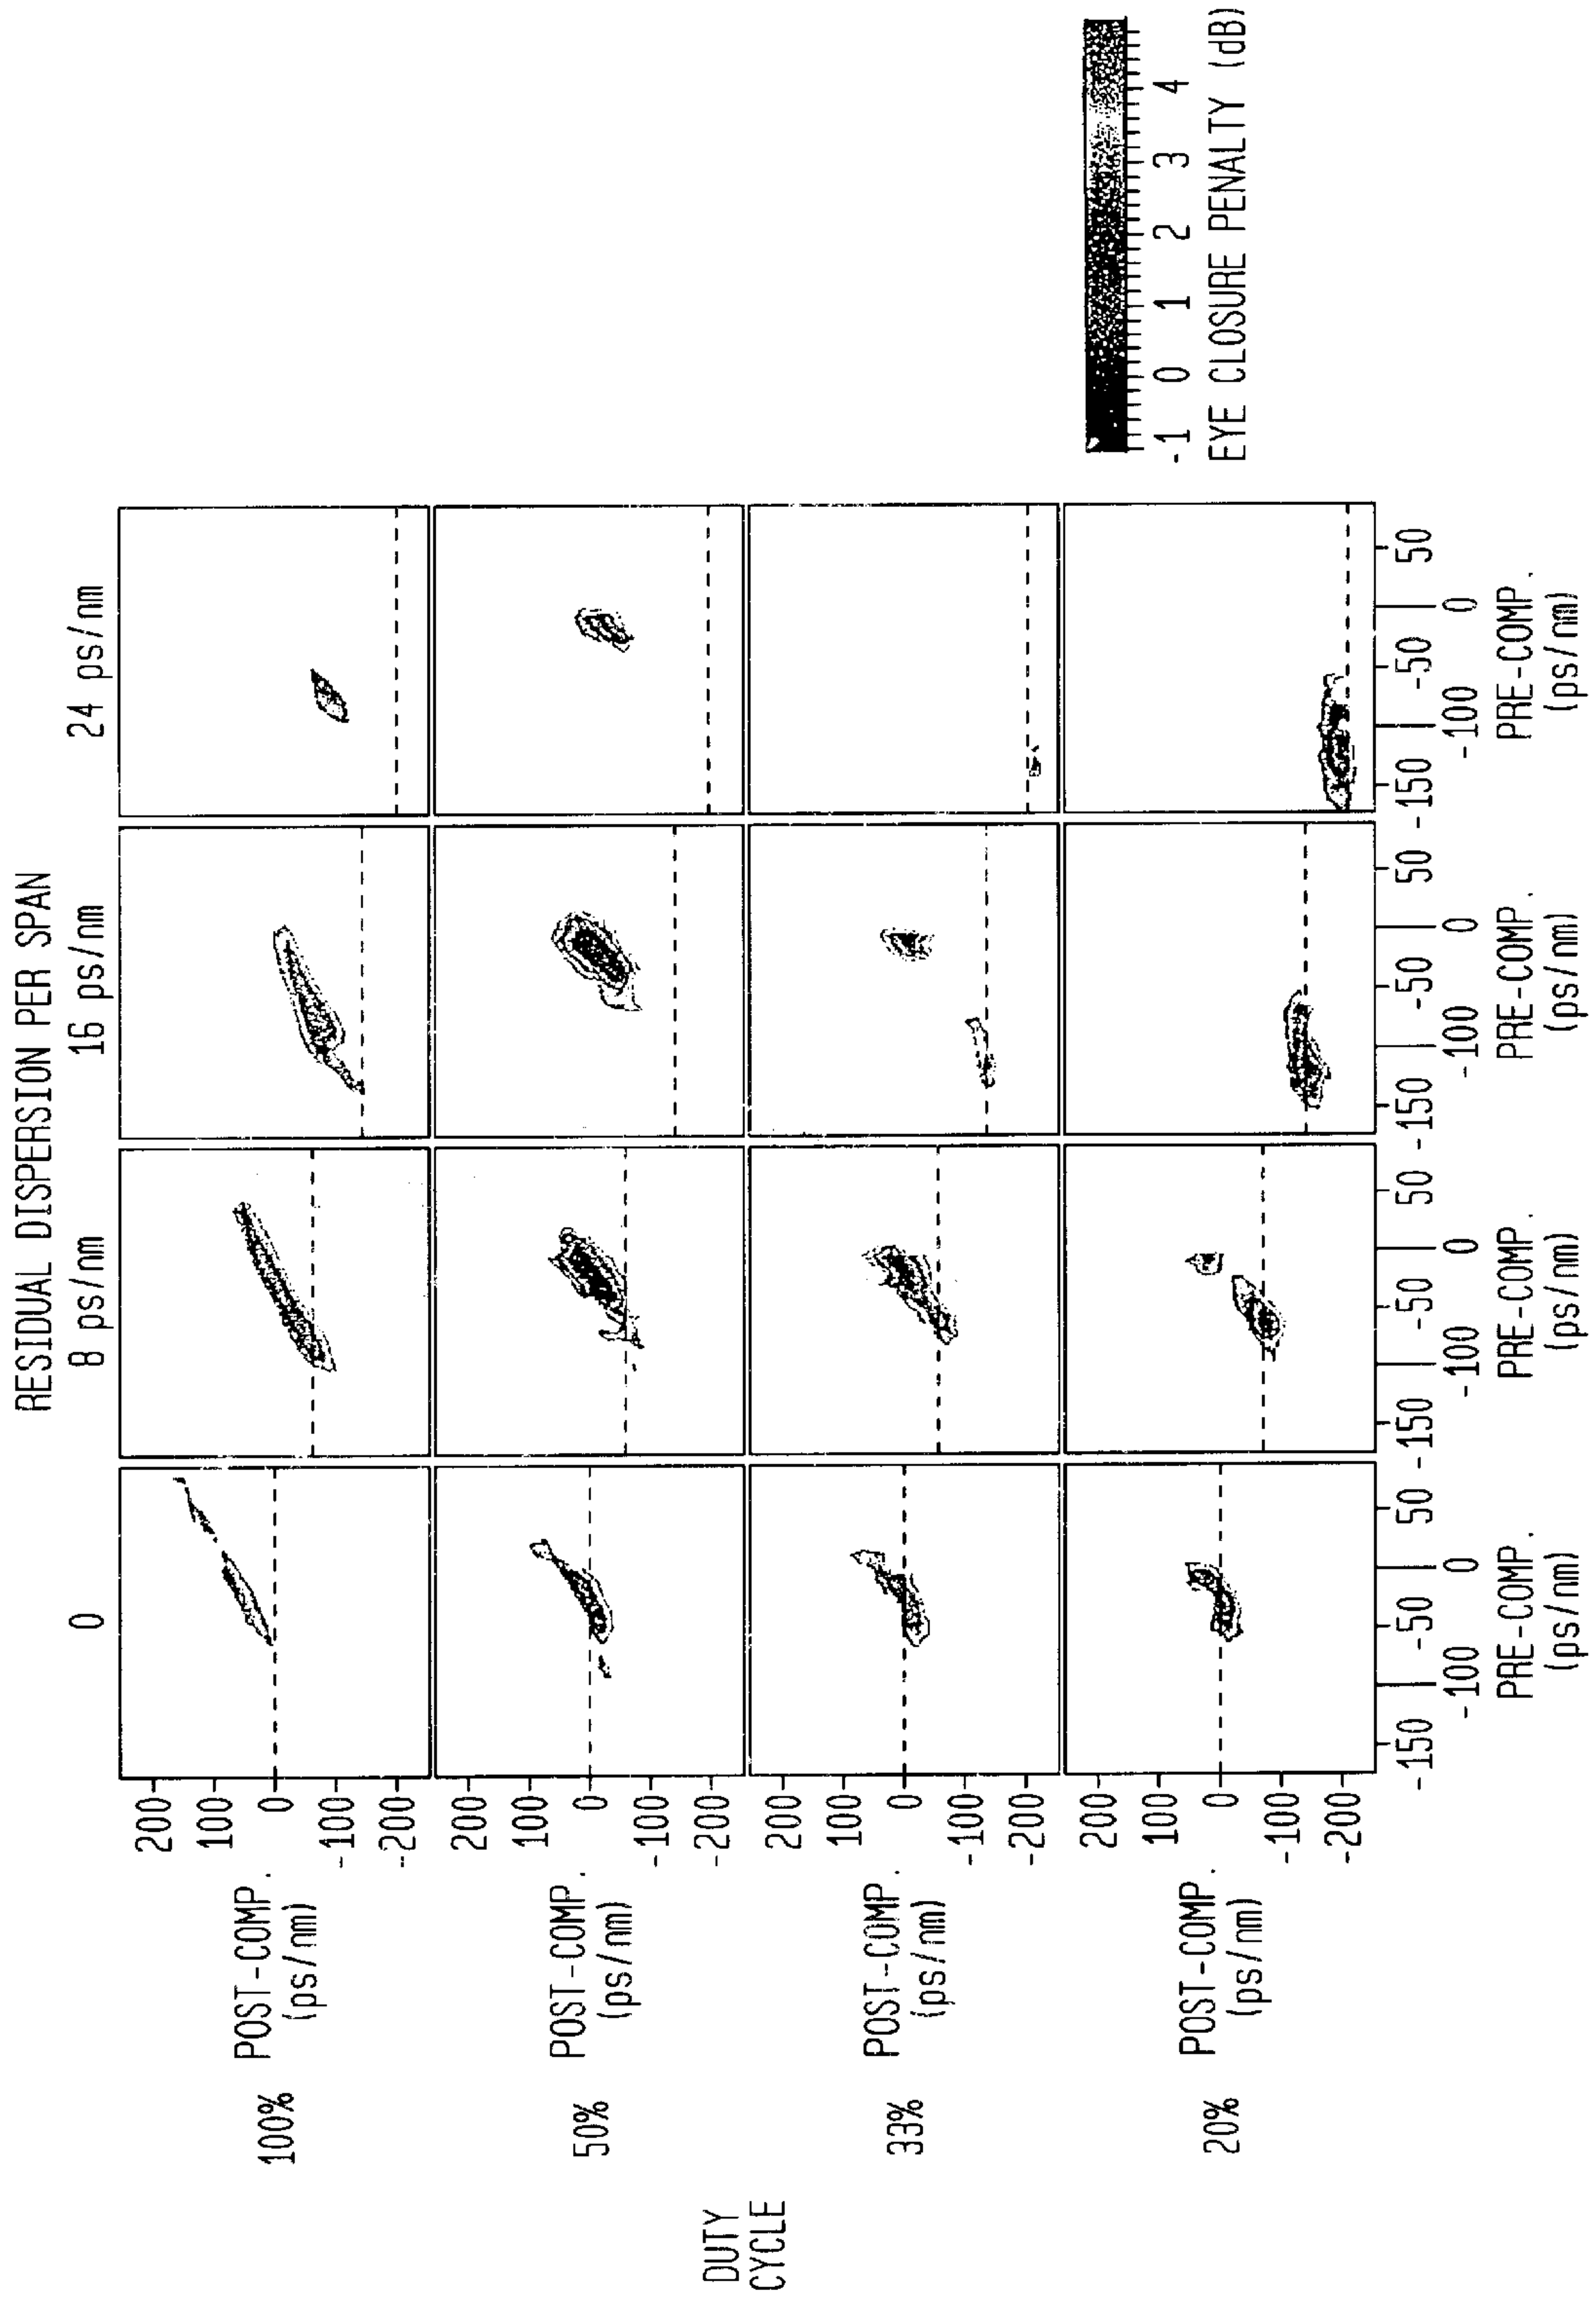 RESIDUAL DISPERSION PER SPAN
0 8 ps/nm 16 ps/nm 24 ps/nm
DUTY
CYCLE
100%
POST-COMP.
(ps/nm)
200
100
0
-100
-200
50%
POST-COMP.
(ps/nm)
200
100
0
-100
-200
33%
POST-COMP.
(ps/nm)
200
100
0
-100
-200
20%
POST-COMP.
(ps/nm)
200
100
0
-100
-200
-150 -100 -50 0 50
PRE-COMP.
(ps/nm)
-150 -100 -50 0 50
PRE-COMP.
(ps/nm)
-150 -100 -50 0 50
PRE-COMP.
(ps/nm)
-150 -100 -50 0 50
PRE-COMP.
(ps/nm)
-1 0 1 2 3 4
EYE CLOSURE PENALTY (dB)